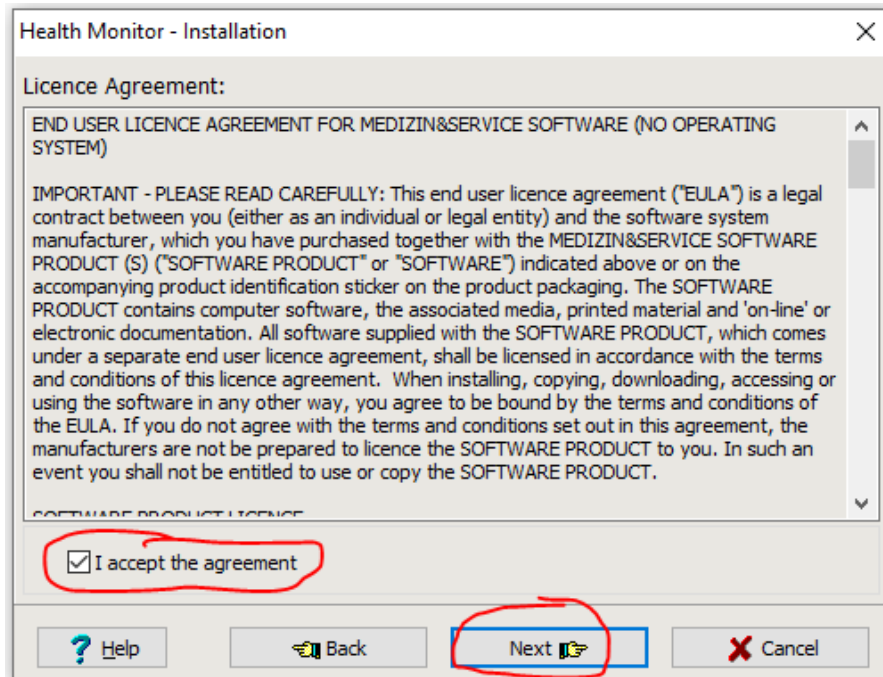 Health Monitor - Installation
Licence Agreement:
END USER LICENCE AGREEMENT FOR MEDIZIN&SERVICE SOFTWARE (NO OPERATING
SYSTEM)
IMPORTANT - PLEASE READ CAREFULLY: This end user licence agreement ("EULA") is a legal
contract between you (either as an individual or legal entity) and the software system
manufacturer, which you have purchased together with the MEDIZIN&SERVICE SOFTWARE
PRODUCT (S) ("SOFTWARE PRODUCT" or "SOFTWARE") indicated above or on the
accompanying product identification sticker on the product packaging. The SOFTWARE
PRODUCT contains computer software, the associated media, printed material and 'on-line' or
electronic documentation. All software supplied with the SOFTWARE PRODUCT, which comes
under a separate end user licence agreement, shall be licensed in accordance with the terms
and conditions of this licence agreement.  When installing, copying, downloading, accessing or
using the software in any other way, you agree to be bound by the terms and conditions of
the EULA. If you do not agree with the terms and conditions set out in this agreement, the
manufacturers are not be prepared to licence the SOFTWARE PRODUCT to you. In such an
event you shall not be entitled to use or copy the SOFTWARE PRODUCT.
SOFTWARE PRODUCT LICENCE
I accept the agreement
Help
Back
Next
Cancel